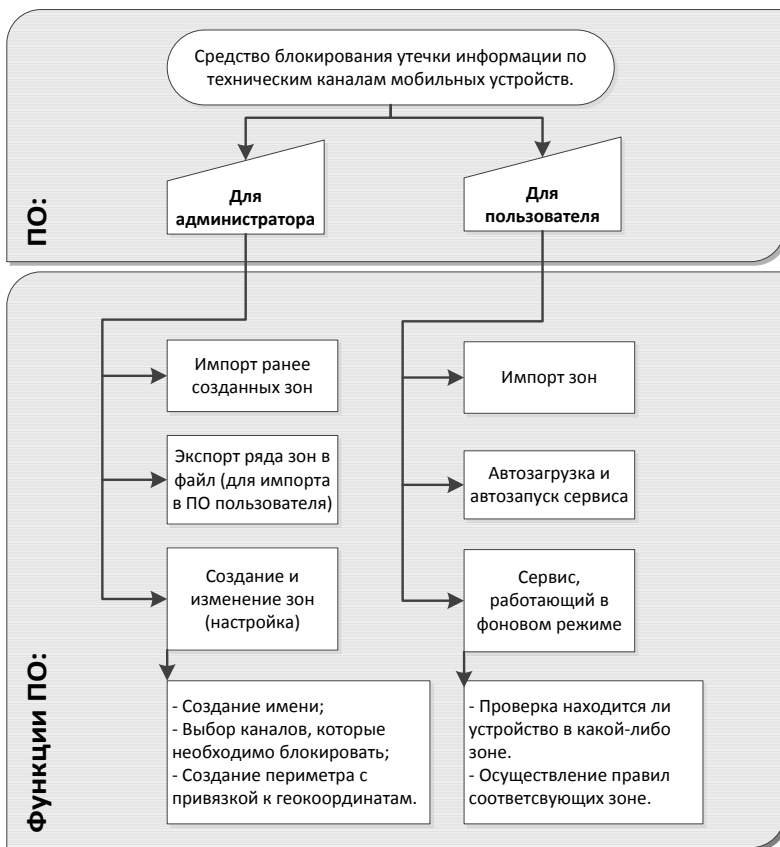 Средство блокирования утечки информации по
техническим каналам мобильных устройств.
Для
администратора
Для
пользователя
ПО:
Импорт ранее
созданных зон
Экспорт ряда зон в
файл (для импорта
в ПО пользователя)
Создание и
изменение зон
(настройка)
- Создание имени;
- Выбор каналов, которые
необходимо блокировать;
- Создание периметра с
привязкой к геокоординатам.
Импорт зон
Автозагрузка и
автозапуск сервиса
Сервис,
работающий в
фоновом режиме
- Проверка находится ли
устройство в какой-либо
зоне.
- Осуществление правил
соответсвующих зоне.
Функции ПО: